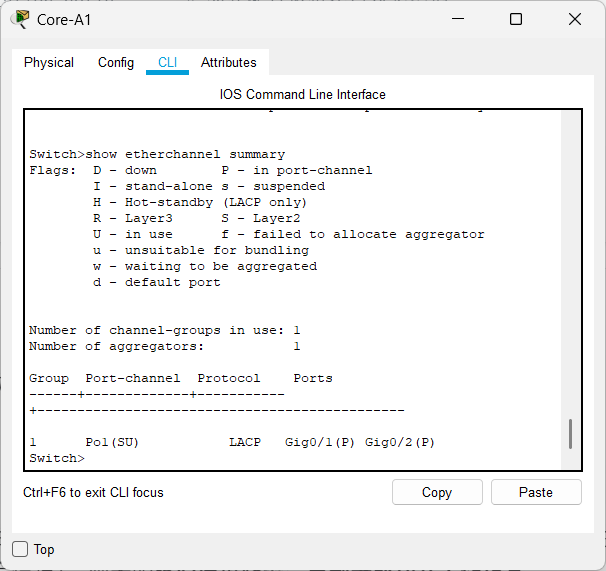 Core-A1
Physical Config CLI Attributes
IOS Command Line Interface
Switch>show etherchannel summary
Flags:  D - down        P - in port-channel
        I - stand-alone s - suspended
        H - Hot-standby (LACP only)
        R - Layer3      S - Layer2
        U - in use      f - failed to allocate aggregator
        u - unsuitable for bundling
        w - waiting to be aggregated
        d - default port
Number of channel-groups in use: 1
Number of aggregators:           1
Group  Port-channel  Protocol    Ports
------+-------------+-----------
+----------------------------------------------
1      Po1(SU)           LACP   Gig0/1(P) Gig0/2(P)
Switch>
Ctrl+F6 to exit CLI focus
Copy Paste
Top